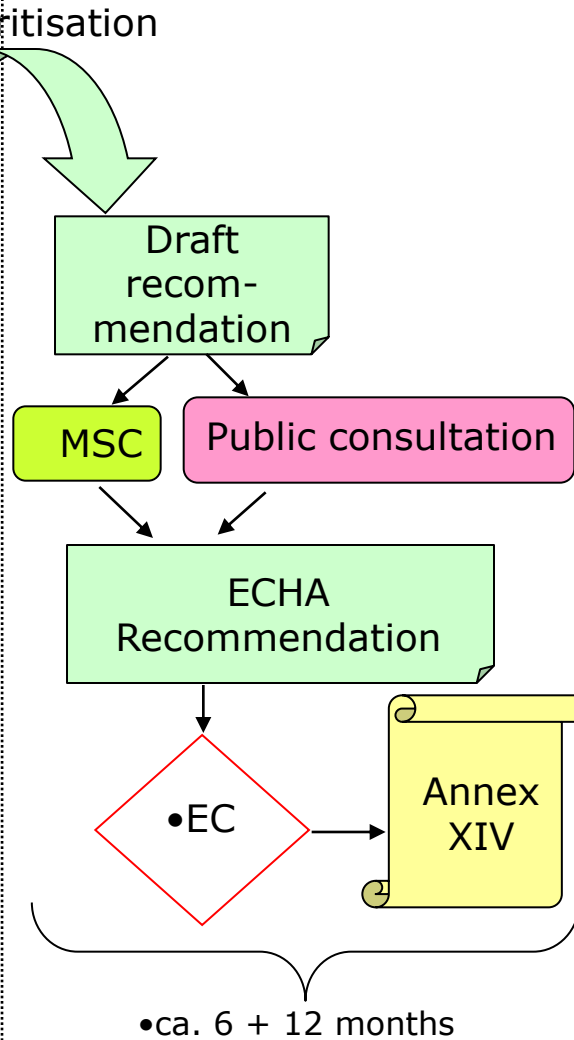 ritisation
Draft
recom-
mendation
MSC
Public consultation
ECHA
Recommendation
•EC
Annex
XIV
•ca. 6 + 12 months